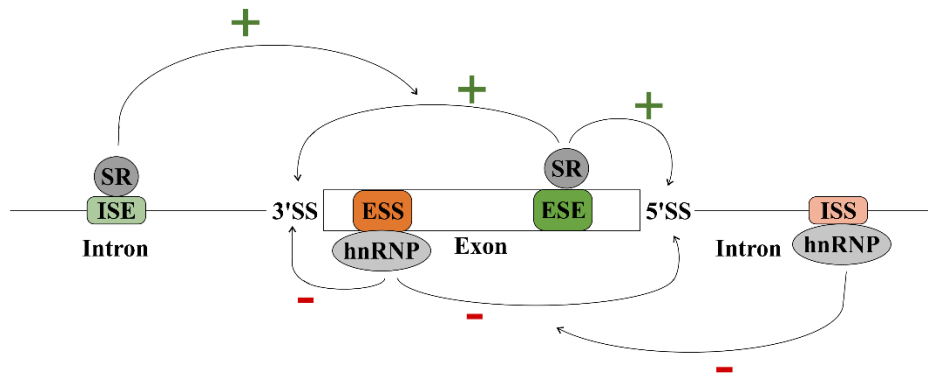 +
+
+
SR
SR
ISE
3'SS
ESS
ESE
5'SS
ISS
Intron
hnRNP
Exon
Intron
hnRNP
-
-
-